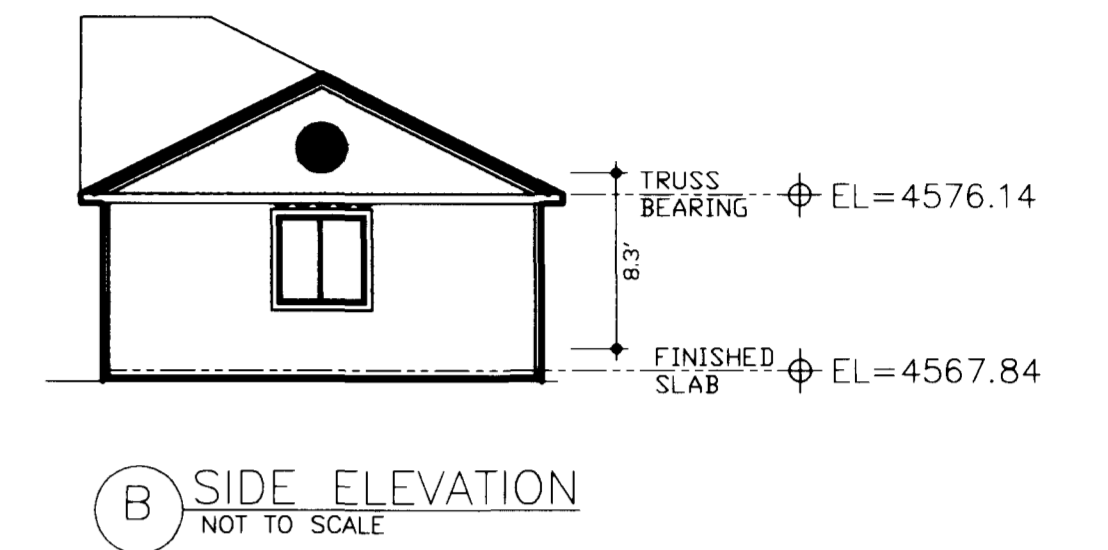 TRUSS
BEARING
EL=4576.14
8.3'
FINISHED
SLAB
EL=4567.84
B
SIDE ELEVATION
NOT TO SCALE